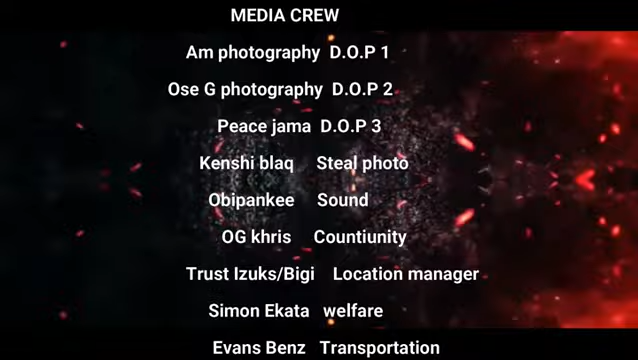 MEDIA CREW
Am photography D.O.P 1
Ose G photography D.O.P 2
Peace jama D.O.P 3
Kenshi blaq Steal photo
Obipankee Sound
OG khris Countiunity
Trust Izuks/Bigi Location manager
Simon Ekata welfare
Evans Benz Transportation